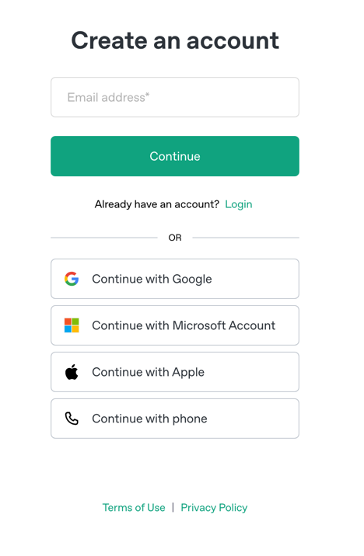 Create an account
Email address*
Continue
Already have an account? Login
OR
Continue with Google
Continue with Microsoft Account
Continue with Apple
Continue with phone
Terms of Use | Privacy Policy